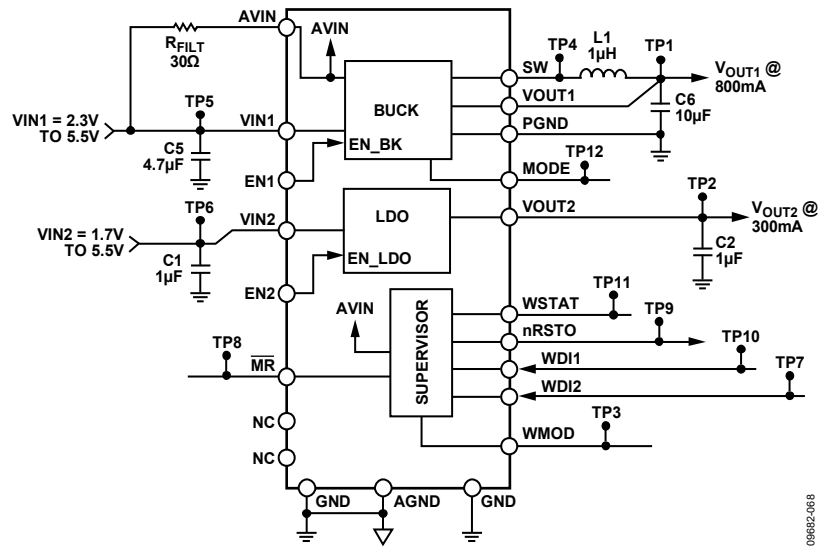 AVIN
RFILT
30Ω
AVIN
VIN1 = 2.3V
TO 5.5V
TP5
VIN1
C5
4.7µF
EN1
BUCK
EN_BK
SW
TP4
L1
1µH
TP1
VOUT1 @
800mA
VOUT1
C6
10µF
PGND
TP12
MODE
VIN2 = 1.7V
TO 5.5V
TP6
VIN2
C1
1µF
EN2
LDO
EN_LDO
VOUT2
TP2
VOUT2 @
300mA
C2
1µF
AVIN
SUPERVISOR
TP8
MR
NC
NC
WSTAT
TP11
nRSTO
TP9
WDI1
TP10
WDI2
TP7
WMOD
TP3
GND
AGND
GND
09682-068